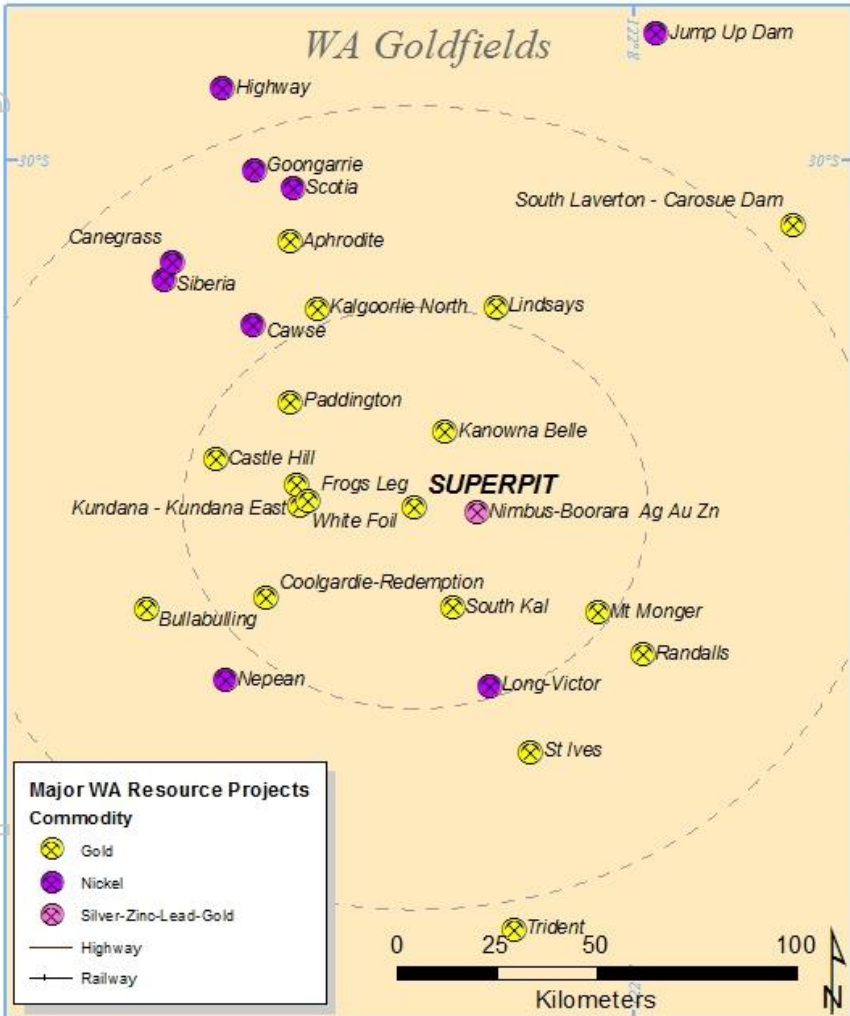 WA Goldfields
122°E
Jump Up Dam
Highway
30°S
30°S
Goongarrie
Scotia
South Laverton - Carosue Dam
Aphrodite
Canegrass
Siberia
Kalgoorlie North
Lindsays
Cawse
Paddington
Kanowna Belle
Castle Hill
Frogs Leg
SUPERPIT
Kundana - Kundana East
White Foil
Nimbus-Boorara Ag Au Zn
Coolgardie-Redemption
South Kal
Mt Monger
Bullabulling
Randalls
Nepean
Long-Victor
St Ives
Major WA Resource Projects
Commodity
Gold
Nickel
Silver-Zinc-Lead-Gold
Highway
Railway
Trident
0 25 50 100
Kilometers
N